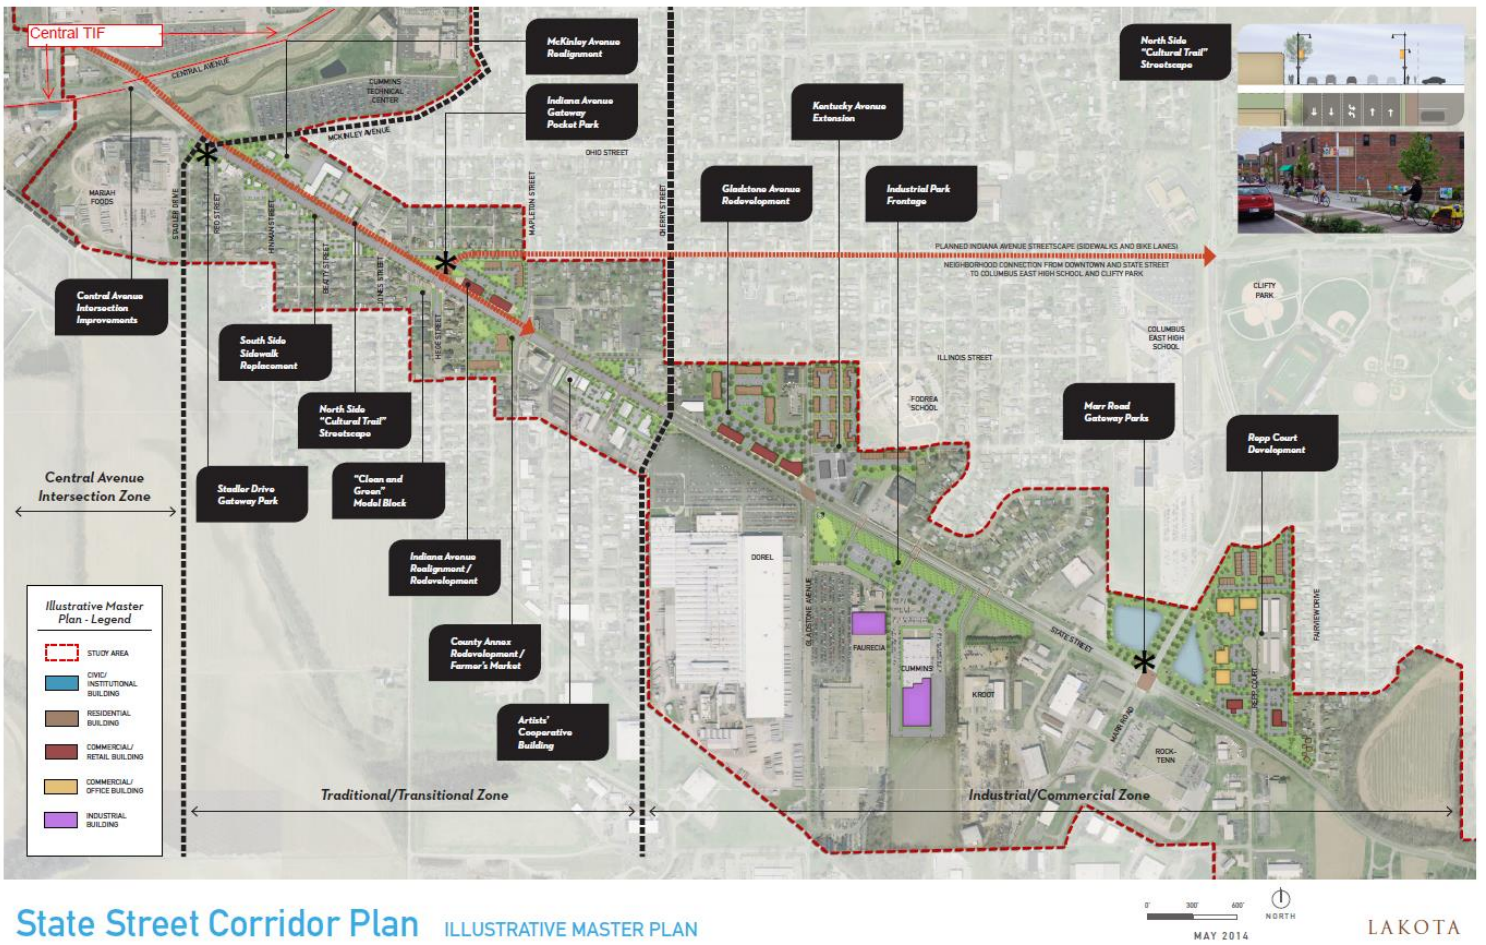 Central TIF
CENTRAL AVENUE
CUMMINS
TECHNICAL
CENTER
MCKINLEY AVENUE
McKinley Avenue
Realignment
Indiana Avenue
Gateway
Pocket Park
Kentucky Avenue
Extension
North Side
"Cultural Trail"
Streetscape
OHIO STREET
MARIAH
FOODS
STADLER DRIVE
RED STREET
HINMAN STREET
BEATTY STREET
JONES STREET
HEGE STREET
MAPLETON STREET
CHERRY STREET
Gladstone Avenue
Redevelopment
Industrial Park
Frontage
PLANNED INDIANA AVENUE STREETSCAPE (SIDEWALKS AND BIKE LANES)
NEIGHBORHOOD CONNECTION FROM DOWNTOWN AND STATE STREET
TO COLUMBUS EAST HIGH SCHOOL AND CLIFTY PARK
CLIFTY
PARK
COLUMBUS
EAST HIGH
SCHOOL
ILLINOIS STREET
FODREA
SCHOOL
Central Avenue
Intersection
Improvements
South Side
Sidewalk
Replacement
North Side
"Cultural Trail"
Streetscape
Marr Road
Gateway Parks
Repp Court
Development
Central Avenue
Intersection Zone
Stadler Drive
Gateway Park
"Clean and
Green"
Model Block
Indiana Avenue
Realignment /
Redevelopment
County Annex
Redevelopment /
Farmer's Market
Artists'
Cooperative
Building
DOREL
GLADSTONE AVENUE
FAURECIA
CUMMINS
KROOT
STATE STREET
MARR ROAD
ROCK-
TENN
REPP COURT
FAIRVIEW DRIVE
Illustrative Master
Plan - Legend
STUDY AREA
CIVIC/
INSTITUTIONAL
BUILDING
RESIDENTIAL
BUILDING
COMMERCIAL/
RETAIL BUILDING
COMMERCIAL/
OFFICE BUILDING
INDUSTRIAL
BUILDING
Traditional/Transitional Zone
Industrial/Commercial Zone
State Street Corridor Plan ILLUSTRATIVE MASTER PLAN
0' 300' 600'
NORTH
MAY 2014
LAKOTA